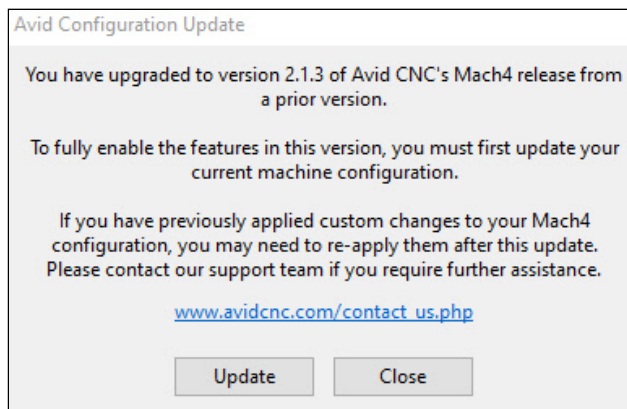 Avid Configuration Update
You have upgraded to version 2.1.3 of Avid CNC's Mach4 release from
a prior version.
To fully enable the features in this version, you must first update your
current machine configuration.
If you have previously applied custom changes to your Mach4
configuration, you may need to re-apply them after this update.
Please contact our support team if you require further assistance.
www.avidcnc.com/contact_us.php
Update Close